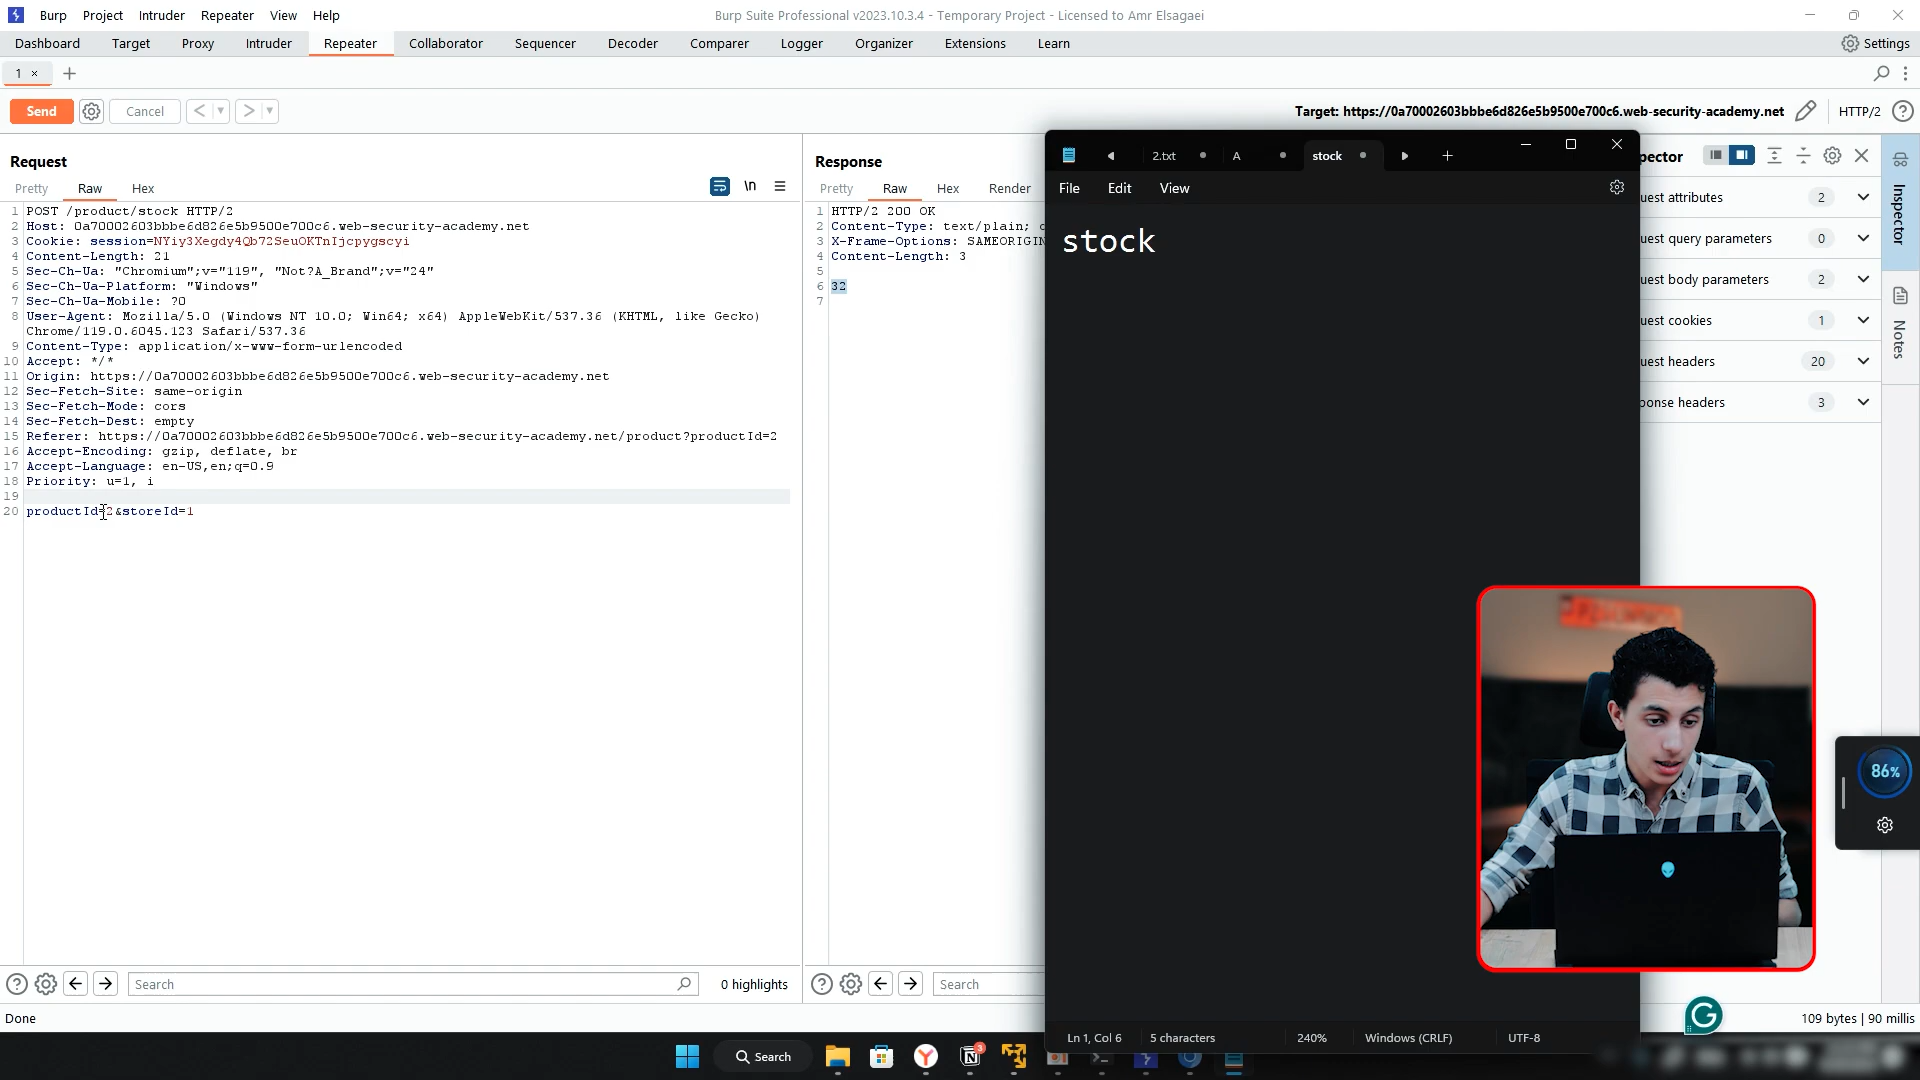 Burp Project Intruder Repeater View Help
Burp Suite Professional v2023.10.3.4 - Temporary Project - Licensed to Amr Elsagaei
Dashboard Target Proxy Intruder Repeater Collaborator Sequencer Decoder Comparer Logger Organizer Extensions Learn
Settings
1 × +
Send Cancel < >
Target: https://0a70002603bbbe6d826e5b9500e700c6.web-security-academy.net HTTP/2
Request
Pretty Raw Hex
\n
1 POST /product/stock HTTP/2
2 Host: 0a70002603bbbe6d826e5b9500e700c6.web-security-academy.net
3 Cookie: session=NYiy3Xegdy4Qb72SeuOKTnIjcpygscyi
4 Content-Length: 21
5 Sec-Ch-Ua: "Chromium";v="119", "Not?A_Brand";v="24"
6 Sec-Ch-Ua-Platform: "Windows"
7 Sec-Ch-Ua-Mobile: ?0
8 User-Agent: Mozilla/5.0 (Windows NT 10.0; Win64; x64) AppleWebKit/537.36 (KHTML, like Gecko)
Chrome/119.0.6045.123 Safari/537.36
9 Content-Type: application/x-www-form-urlencoded
10 Accept: */*
11 Origin: https://0a70002603bbbe6d826e5b9500e700c6.web-security-academy.net
12 Sec-Fetch-Site: same-origin
13 Sec-Fetch-Mode: cors
14 Sec-Fetch-Dest: empty
15 Referer: https://0a70002603bbbe6d826e5b9500e700c6.web-security-academy.net/product?productId=2
16 Accept-Encoding: gzip, deflate, br
17 Accept-Language: en-US,en;q=0.9
18 Priority: u=1, i
19
20 productId=2&storeId=1
Response
Pretty Raw Hex Render
1 HTTP/2 200 OK
2 Content-Type: text/plain;
3 X-Frame-Options: SAMEORIGIN
4 Content-Length: 3
5
6 32
7
2.txt A stock +
File Edit View
stock
Ln 1, Col 6 5 characters 240% Windows (CRLF) UTF-8
pector
uest attributes 2
uest query parameters 0
uest body parameters 2
uest cookies 1
uest headers 20
ponse headers 3
Inspector
Notes
86%
Search 0 highlights
Search
Done
109 bytes | 90 millis
Search
3